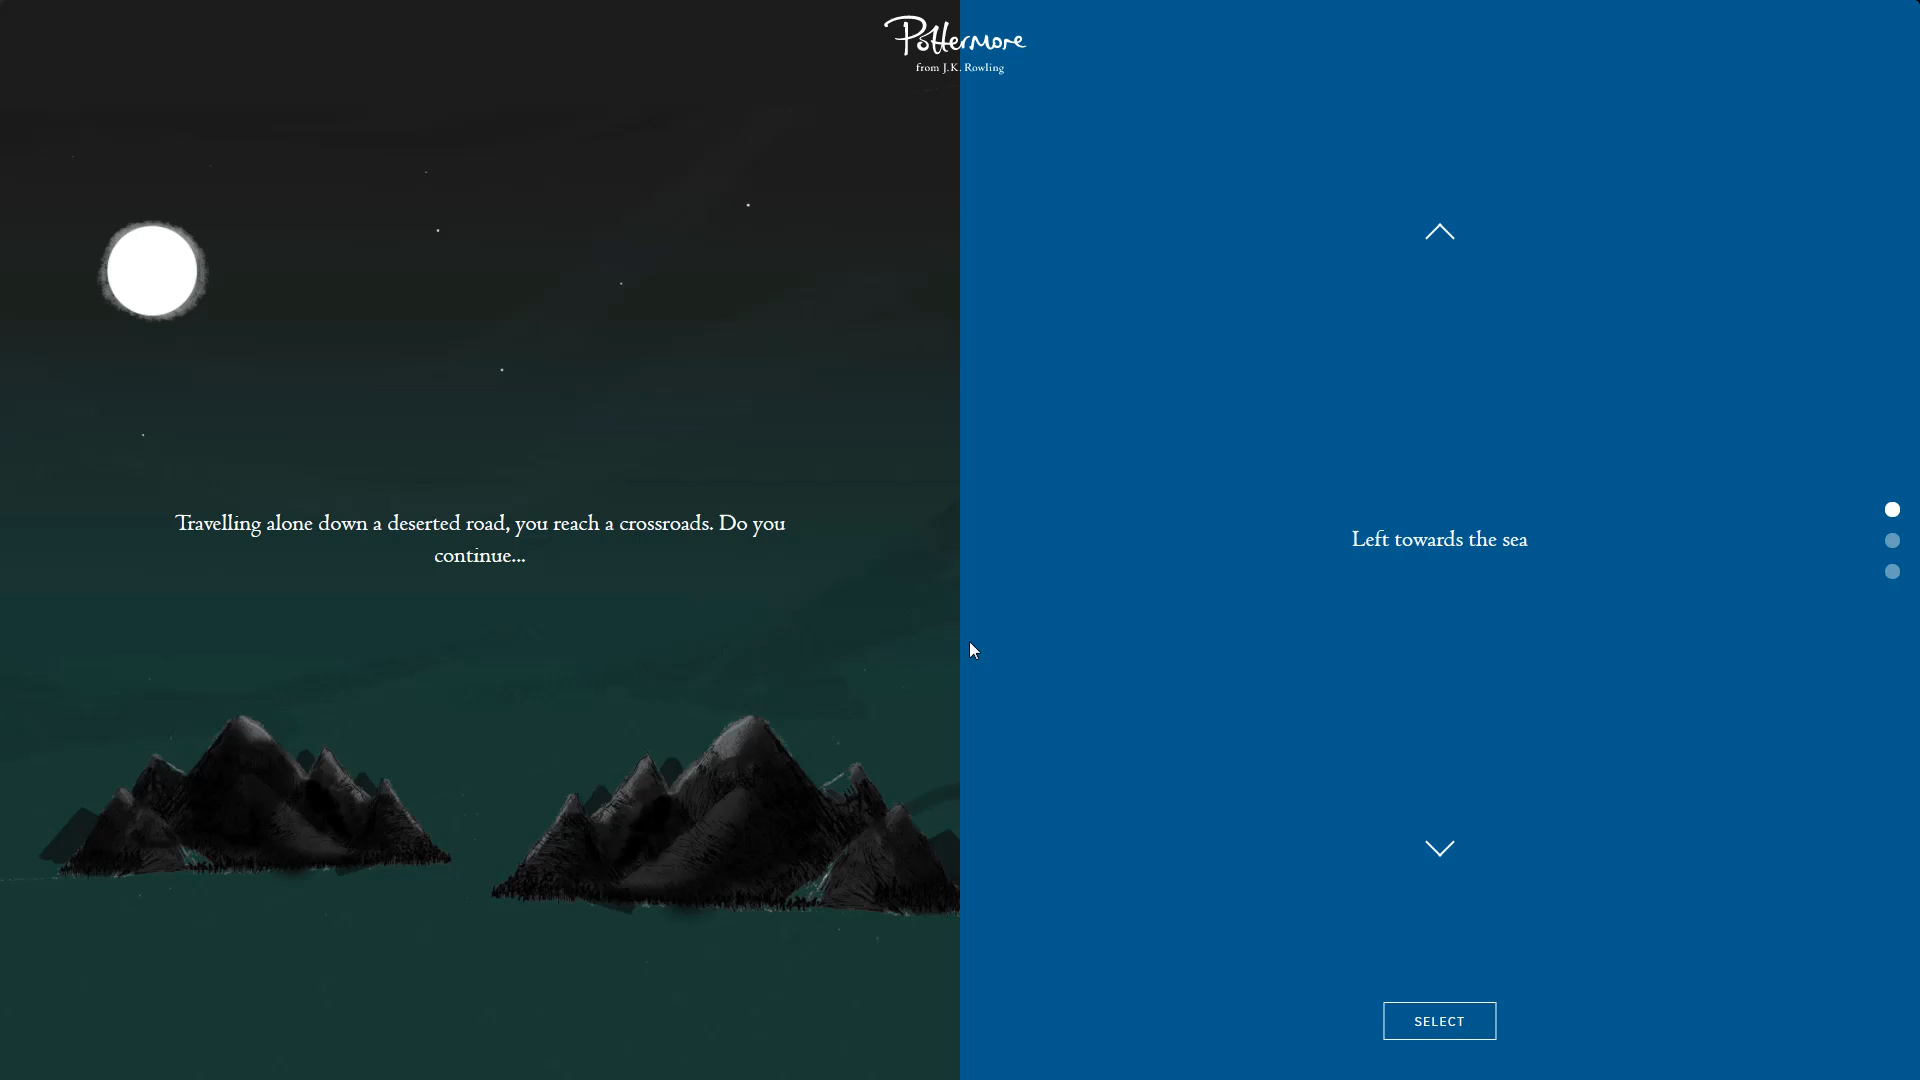 Pottermore
from J.K. Rowling
Travelling alone down a deserted road, you reach a crossroads. Do you
continue...
Left towards the sea
SELECT